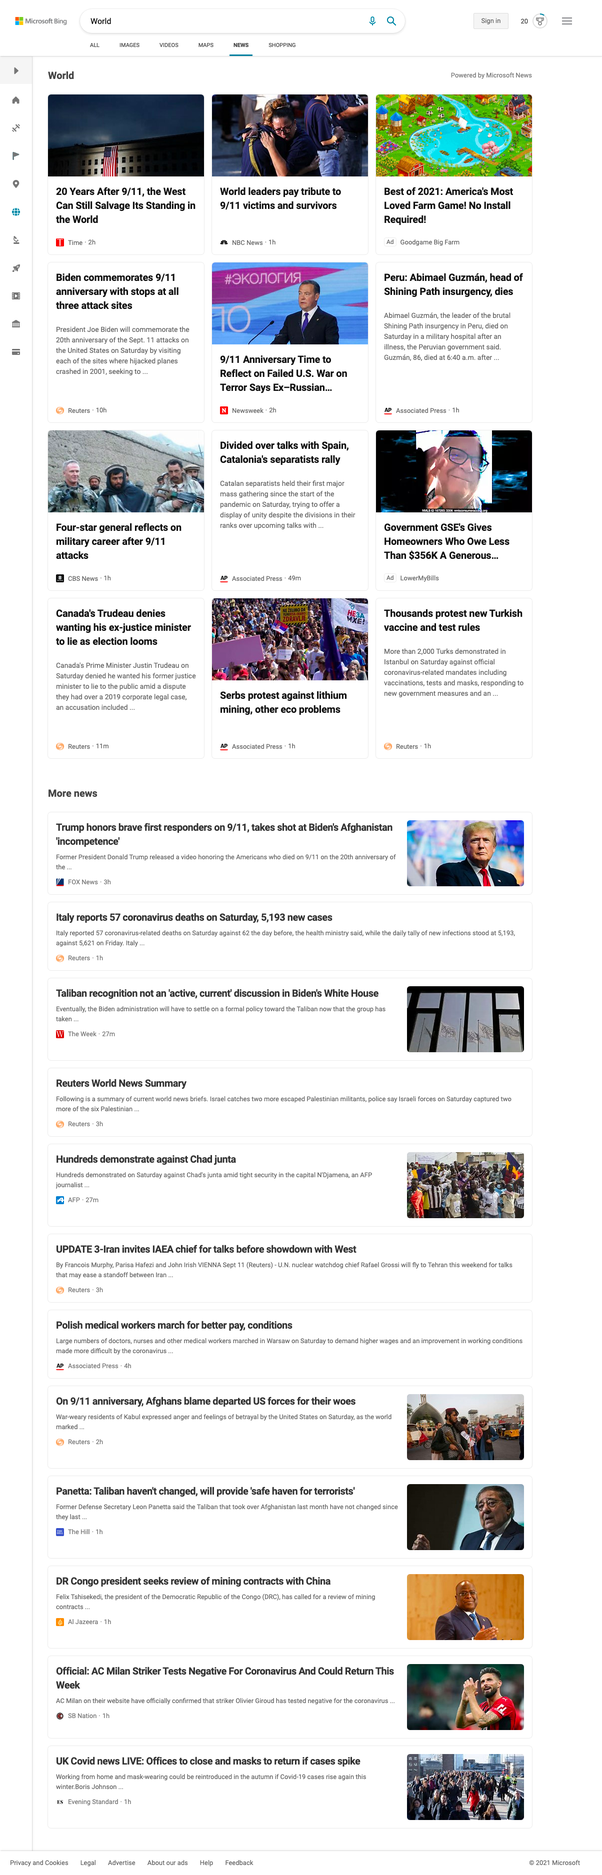 Microsoft Bing
World
Sign in
20
ALL
IMAGES
VIDEOS
MAPS
NEWS
SHOPPING
World
Powered by Microsoft News
20 Years After 9/11, the West
Can Still Salvage Its Standing in
the World
Time · 2h
World leaders pay tribute to
9/11 victims and survivors
NBC News · 1h
Best of 2021: America's Most
Loved Farm Game! No Install
Required!
Ad Goodgame Big Farm
Biden commemorates 9/11
anniversary with stops at all
three attack sites
President Joe Biden will commemorate the
20th anniversary of the Sept. 11 attacks on
the United States on Saturday by visiting
each of the sites where hijacked planes
crashed in 2001, seeking to ...
Reuters · 10h
#ЭКОЛОГИЯ
9/11 Anniversary Time to
Reflect on Failed U.S. War on
Terror Says Ex–Russian...
Newsweek · 2h
Peru: Abimael Guzmán, head of
Shining Path insurgency, dies
Abimael Guzmán, the leader of the brutal
Shining Path insurgency in Peru, died on
Saturday in a military hospital after an
illness, the Peruvian government said.
Guzmán, 86, died at 6:40 a.m. after ...
AP Associated Press · 1h
Four-star general reflects on
military career after 9/11
attacks
CBS News · 1h
Divided over talks with Spain,
Catalonia's separatists rally
Catalan separatists held their first major
mass gathering since the start of the
pandemic on Saturday, trying to offer a
display of unity despite the divisions in their
ranks over upcoming talks with ...
AP Associated Press · 49m
Government GSE's Gives
Homeowners Who Owe Less
Than $356K A Generous...
Ad LowerMyBills
Canada's Trudeau denies
wanting his ex-justice minister
to lie as election looms
Canada's Prime Minister Justin Trudeau on
Saturday denied he wanted his former justice
minister to lie to the public amid a dispute
they had over a 2019 corporate legal case,
an accusation included ...
Reuters · 11m
Serbs protest against lithium
mining, other eco problems
AP Associated Press · 1h
Thousands protest new Turkish
vaccine and test rules
More than 2,000 Turks demonstrated in
Istanbul on Saturday against official
coronavirus-related mandates including
vaccinations, tests and masks, responding to
new government measures and an ...
Reuters · 1h
More news
Trump honors brave first responders on 9/11, takes shot at Biden's Afghanistan
'incompetence'
Former President Donald Trump released a video honoring the Americans who died on 9/11 on the 20th anniversary of
the ...
FOX News · 3h
Italy reports 57 coronavirus deaths on Saturday, 5,193 new cases
Italy reported 57 coronavirus-related deaths on Saturday against 62 the day before, the health ministry said, while the daily tally of new infections stood at 5,193,
against 5,621 on Friday. Italy ...
Reuters · 1h
Taliban recognition not an 'active, current' discussion in Biden's White House
Eventually, the Biden administration will have to settle on a formal policy toward the Taliban now that the group has
taken ...
The Week · 27m
Reuters World News Summary
Following is a summary of current world news briefs. Israel catches two more escaped Palestinian militants, police say Israeli forces on Saturday captured two
more of the six Palestinian ...
Reuters · 3h
Hundreds demonstrate against Chad junta
Hundreds demonstrated on Saturday against Chad's junta amid tight security in the capital N'Djamena, an AFP
journalist ...
AFP · 27m
UPDATE 3-Iran invites IAEA chief for talks before showdown with West
By Francois Murphy, Parisa Hafezi and John Irish VIENNA Sept 11 (Reuters) - U.N. nuclear watchdog chief Rafael Grossi will fly to Tehran this weekend for talks
that may ease a standoff between Iran ...
Reuters · 3h
Polish medical workers march for better pay, conditions
Large numbers of doctors, nurses and other medical workers marched in Warsaw on Saturday to demand higher wages and an improvement in working conditions
made more difficult by the coronavirus ...
AP Associated Press · 4h
On 9/11 anniversary, Afghans blame departed US forces for their woes
War-weary residents of Kabul expressed anger and feelings of betrayal by the United States on Saturday, as the world
marked ...
Reuters · 2h
Panetta: Taliban haven't changed, will provide 'safe haven for terrorists'
Former Defense Secretary Leon Panetta said the Taliban that took over Afghanistan last month have not changed since
they last ...
The Hill · 1h
DR Congo president seeks review of mining contracts with China
Felix Tshisekedi, the president of the Democratic Republic of the Congo (DRC), has called for a review of mining
contracts ...
Al Jazeera · 1h
Official: AC Milan Striker Tests Negative For Coronavirus And Could Return This
Week
AC Milan on their website have officially confirmed that striker Olivier Giroud has tested negative for the coronavirus ...
SB Nation · 1h
UK Covid news LIVE: Offices to close and masks to return if cases spike
Working from home and mask-wearing could be reintroduced in the autumn if Covid-19 cases rise again this
winter.Boris Johnson ...
ES Evening Standard · 1h
Privacy and Cookies
Legal
Advertise
About our ads
Help
Feedback
© 2021 Microsoft